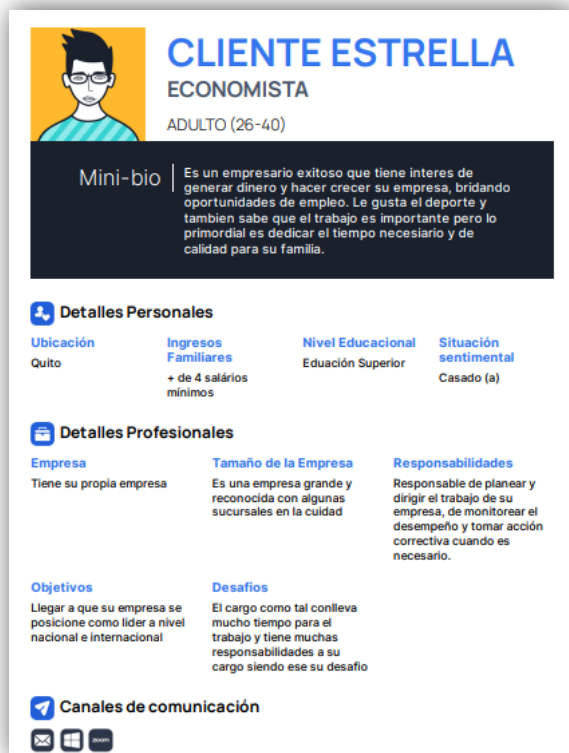 CLIENTE ESTRELLA
ECONOMISTA
ADULTO (26-40)
Mini-bio
Es un empresario exitoso que tiene interes de
generar dinero y hacer crecer su empresa, bridando
oportunidades de empleo. Le gusta el deporte y
tambien sabe que el trabajo es importante pero lo
primordial es dedicar el tiempo necesiario y de
calidad para su familia.
Detalles Personales
Ubicación
Quito
Ingresos
Familiares
+ de 4 salários
mínimos
Nivel Educacional
Eduación Superior
Situación
sentimental
Casado (a)
Detalles Profesionales
Empresa
Tiene su propia empresa
Tamaño de la Empresa
Es una empresa grande y
reconocida con algunas
sucursales en la cuidad
Responsabilidades
Responsable de planear y
dirigir el trabajo de su
empresa, de monitorear el
desempeño y tomar acción
correctiva cuando es
necesario.
Objetivos
Llegar a que su empresa se
posicione como líder a nivel
nacional e internacional
Desafios
El cargo como tal conlleva
mucho tiempo para el
trabajo y tiene muchas
responsabilidades a su
cargo siendo ese su desafio
Canales de comunicación
zoom